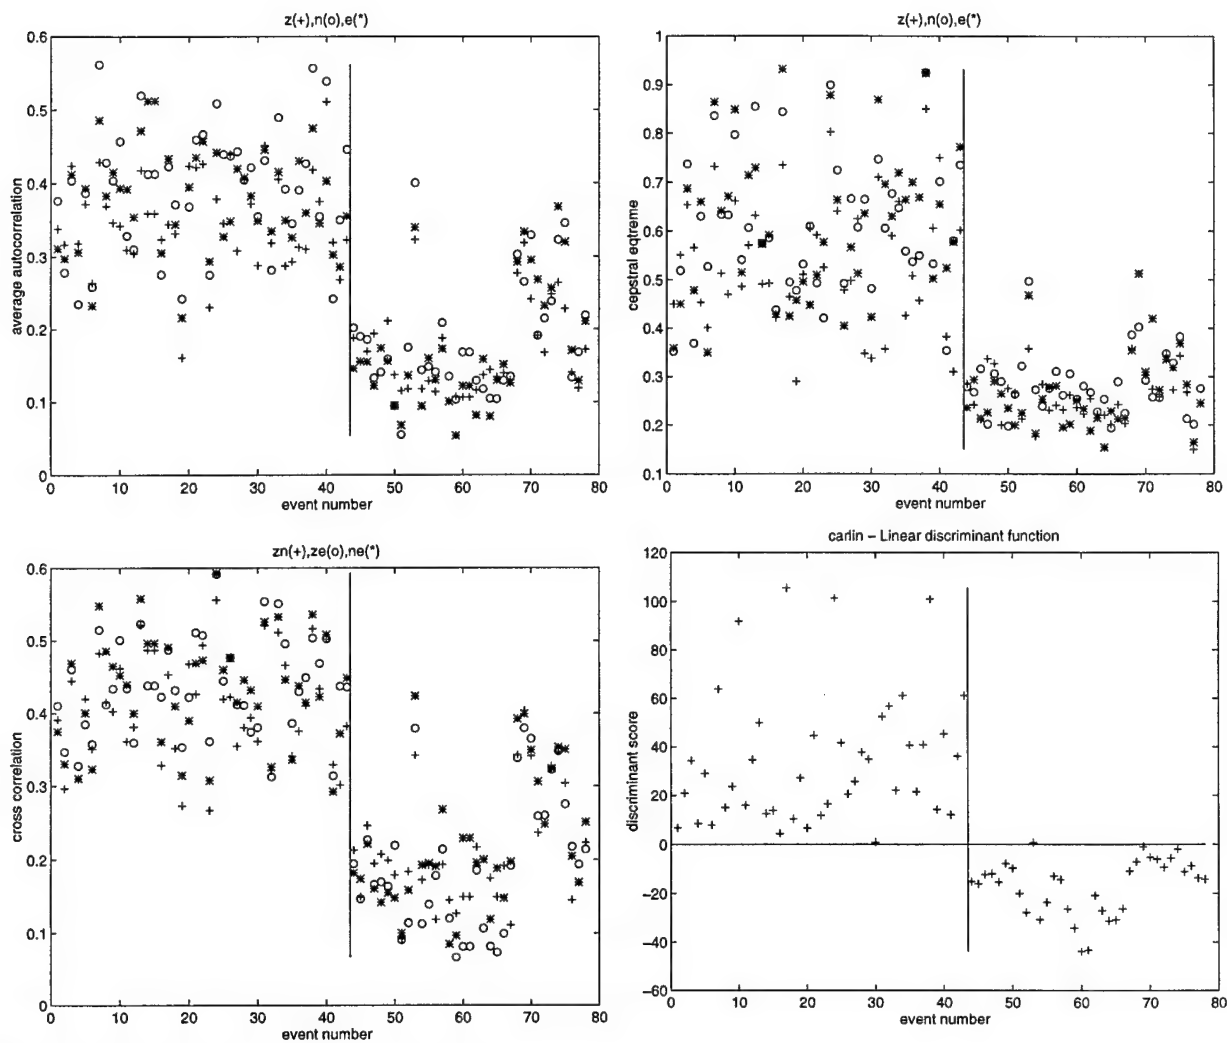 z(+),n(o),e(*)
0.6
0.5
0.4
0.3
0.2
0.1
0
average autocorrelation
0 10 20 30 40 50 60 70 80
event number
z(+),n(o),e(*)
1
0.9
0.8
0.7
0.6
0.5
0.4
0.3
0.2
0.1
cepstral eqtreme
0 10 20 30 40 50 60 70 80
event number
zn(+),ze(o),ne(*)
0.6
0.5
0.4
0.3
0.2
0.1
0
cross correlation
0 10 20 30 40 50 60 70 80
event number
carlin – Linear discriminant function
120
100
80
60
40
20
0
−20
−40
−60
discriminant score
0 10 20 30 40 50 60 70 80
event number